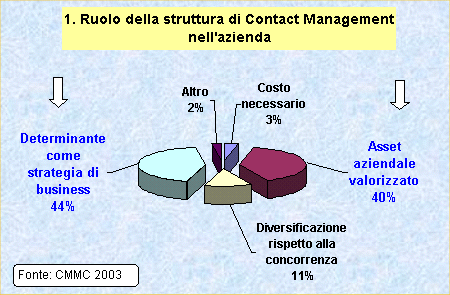 1. Ruolo della struttura di Contact Management
nell'azienda
Altro
2%
Costo
necessario
3%
Determinante
come
strategia di
business
44%
Asset
aziendale
valorizzato
40%
Diversificazione
rispetto alla
concorrenza
11%
Fonte: CMMC 2003